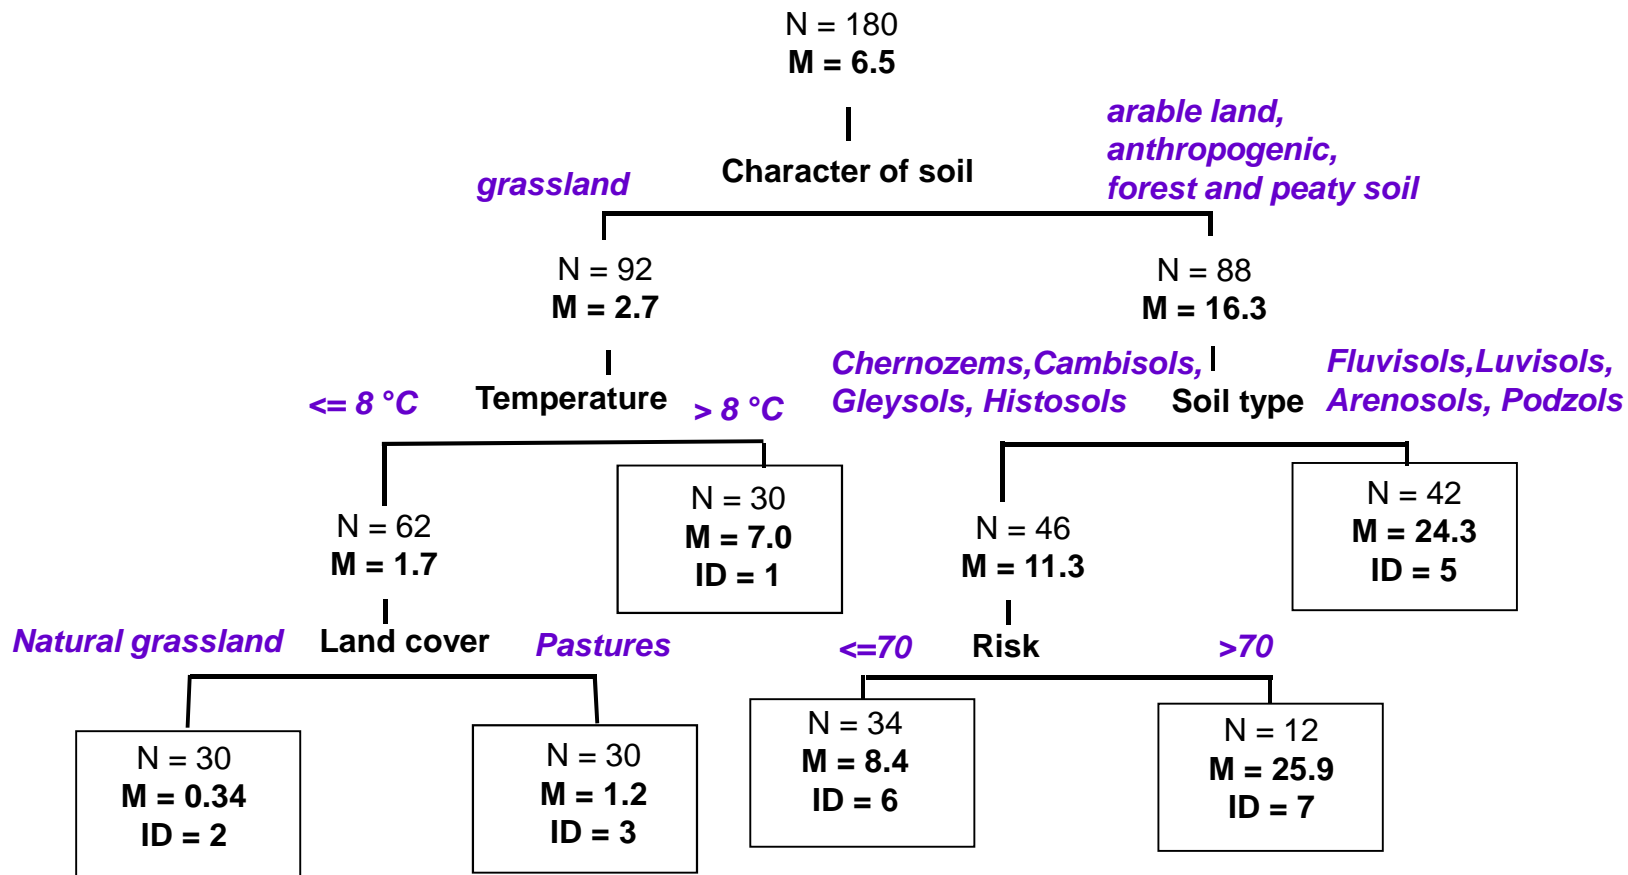 N = 180
M = 6.5
Character of soil
grassland
arable land,
anthropogenic,
forest and peaty soil
N = 92
M = 2.7
N = 88
M = 16.3
Temperature
<= 8 °C
> 8 °C
Chernozems,Cambisols,
Gleysols, Histosols
Soil type
Fluvisols,Luvisols,
Arenosols, Podzols
N = 62
M = 1.7
N = 30
M = 7.0
ID = 1
N = 46
M = 11.3
N = 42
M = 24.3
ID = 5
Natural grassland
Land cover
Pastures
<=70
Risk
>70
N = 30
M = 0.34
ID = 2
N = 30
M = 1.2
ID = 3
N = 34
M = 8.4
ID = 6
N = 12
M = 25.9
ID = 7